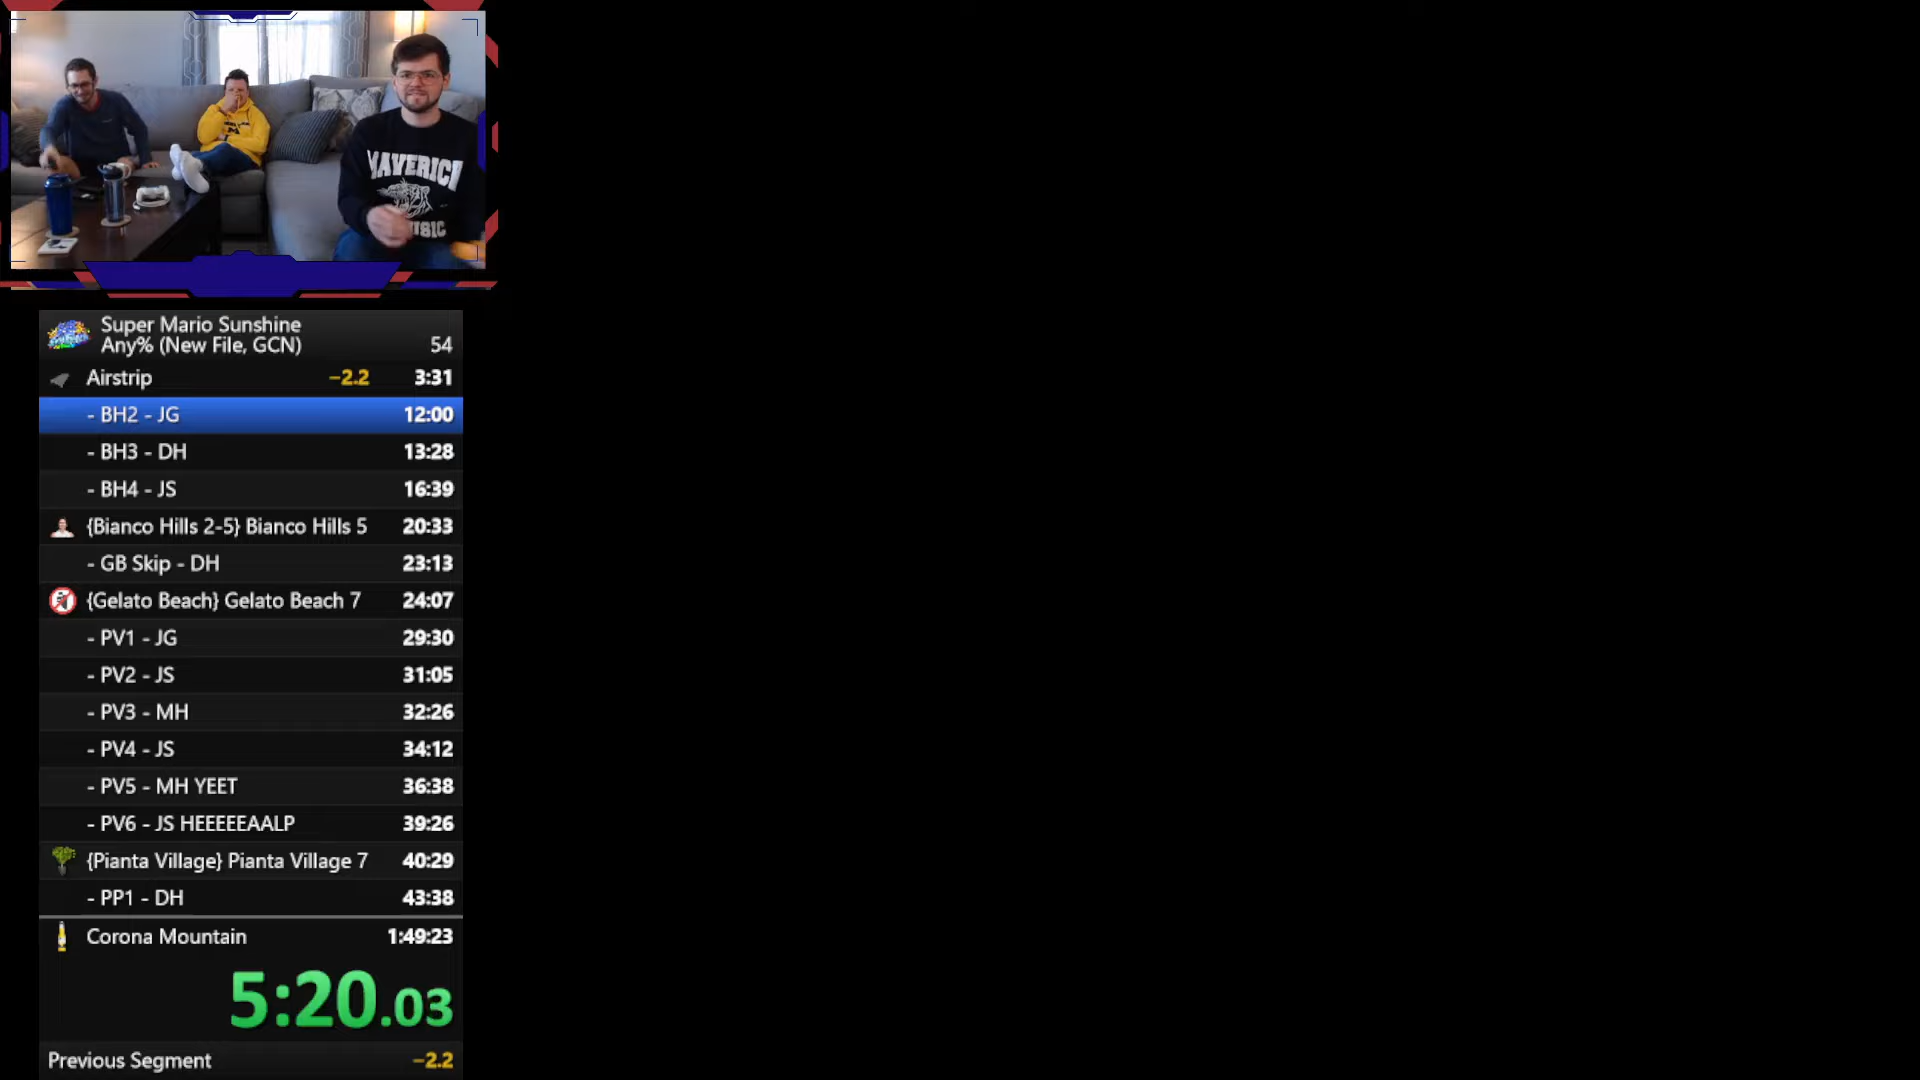 MAVERICK
MUSIC
Super Mario Sunshine
Any% (New File, GCN)
54
Airstrip −2.2 3:31
- BH2 - JG 12:00
- BH3 - DH 13:28
- BH4 - JS 16:39
{Bianco Hills 2-5} Bianco Hills 5 20:33
- GB Skip - DH 23:13
{Gelato Beach} Gelato Beach 7 24:07
- PV1 - JG 29:30
- PV2 - JS 31:05
- PV3 - MH 32:26
- PV4 - JS 34:12
- PV5 - MH YEET 36:38
- PV6 - JS HEEEEEAALP 39:26
{Pianta Village} Pianta Village 7 40:29
- PP1 - DH 43:38
Corona Mountain 1:49:23
5:20.03
Previous Segment −2.2